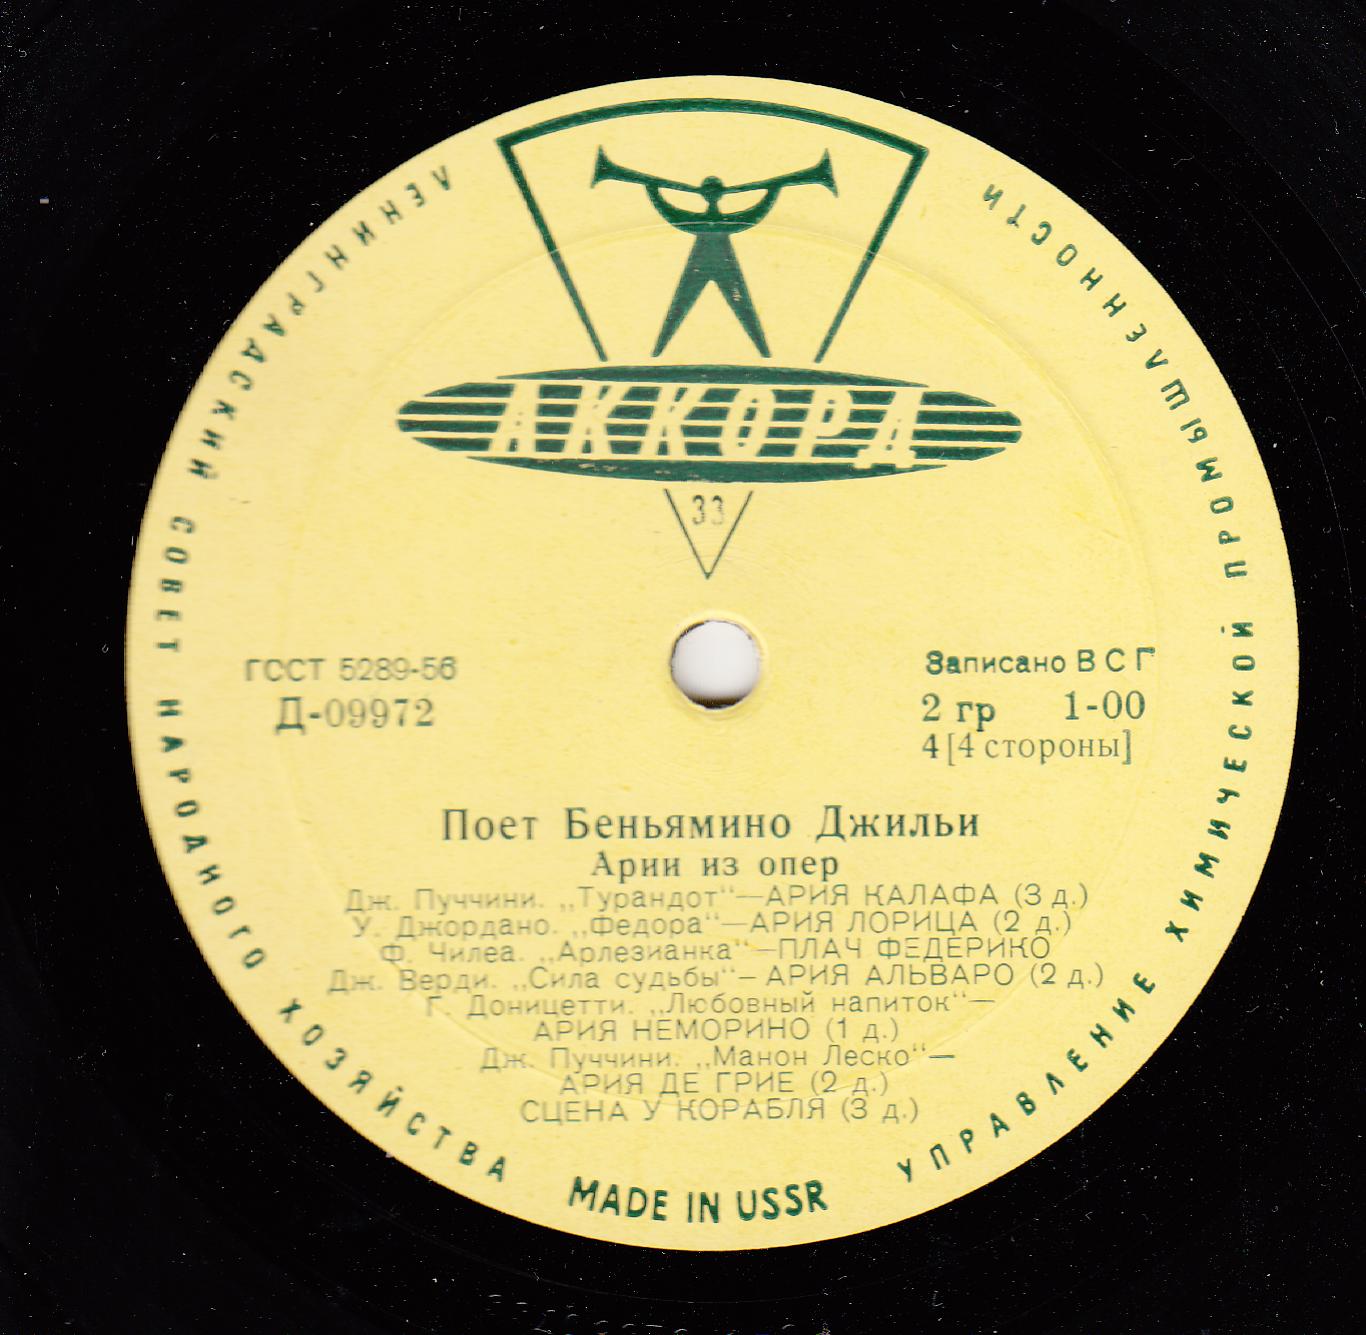 ЛЕНИНГРАДСКИЙ СОВЕТ НАРОДНОГО ХОЗЯЙСТВА
УПРАВЛЕНИЕ ХИМИЧЕСКОЙ ПРОМЫШЛЕННОСТИ
АККОРД
33
ГОСТ 5289-56
Д-09972
Записано ВСГ
2 гр 1-00
4 [4 стороны]
Поет Беньямино Джильи
Арии из опер
Дж. Пуччини. „Турандот"—АРИЯ КАЛАФА (3 д.)
У. Джордано. „Федора"—АРИЯ ЛОРИЦА (2 д.)
Ф. Чилеа. „Арлезианка"—ПЛАЧ ФЕДЕРИКО
Дж. Верди. „Сила судьбы"—АРИЯ АЛЬВАРО (2 д.)
Г. Доницетти. „Любовный напиток"—
АРИЯ НЕМОРИНО (1 д.)
Дж. Пуччини. „Манон Леско"—
АРИЯ ДЕ ГРИЕ (2 д.)
СЦЕНА У КОРАБЛЯ (3 д.)
MADE IN USSR